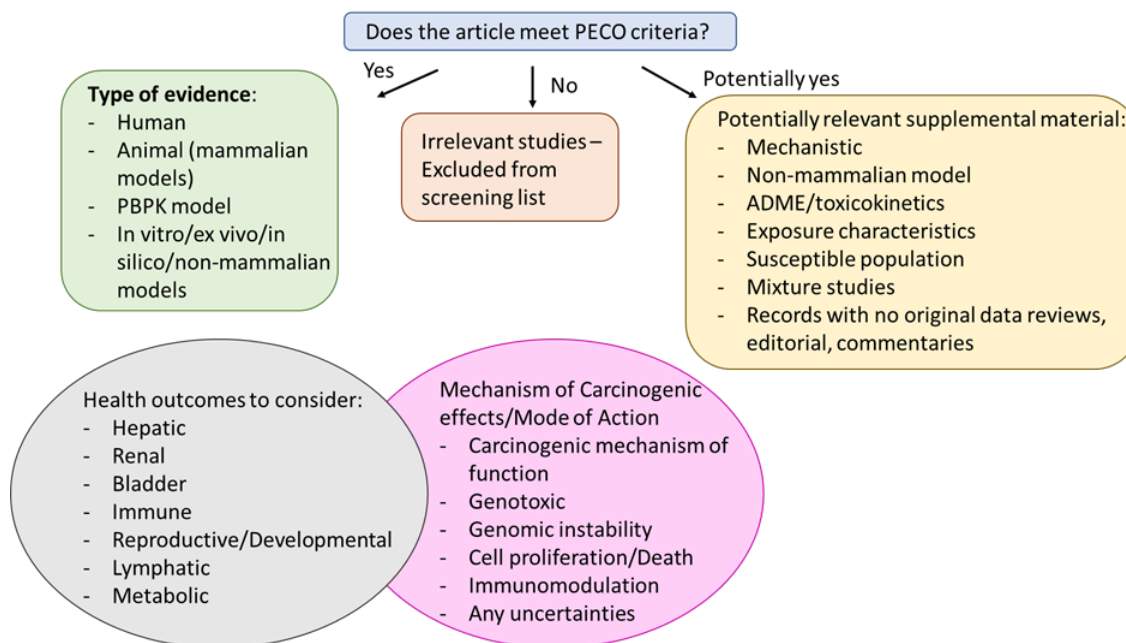 Does the article meet PECO criteria?
Yes
No
Potentially yes
Type of evidence:
- Human
- Animal (mammalian
models)
- PBPK model
- In vitro/ex vivo/in
silico/non-mammalian
models
Irrelevant studies –
Excluded from
screening list
Potentially relevant supplemental material:
- Mechanistic
- Non-mammalian model
- ADME/toxicokinetics
- Exposure characteristics
- Susceptible population
- Mixture studies
- Records with no original data reviews,
editorial, commentaries
Health outcomes to consider:
- Hepatic
- Renal
- Bladder
- Immune
- Reproductive/Developmental
- Lymphatic
- Metabolic
Mechanism of Carcinogenic
effects/Mode of Action
- Carcinogenic mechanism of
function
- Genotoxic
- Genomic instability
- Cell proliferation/Death
- Immunomodulation
- Any uncertainties